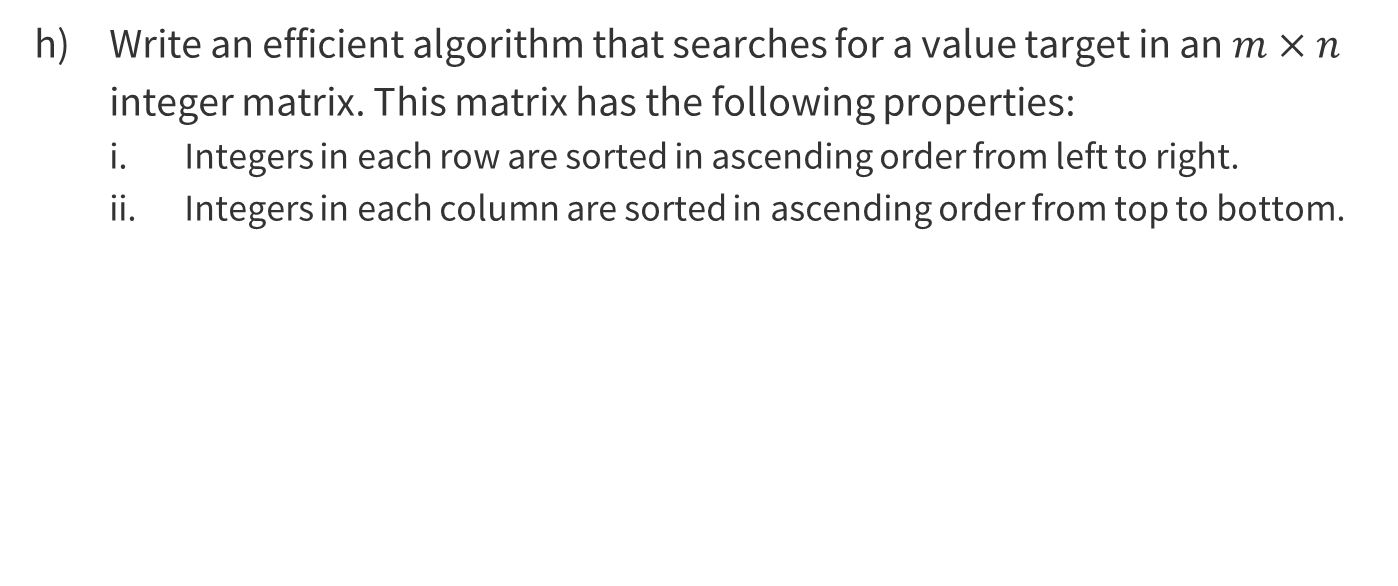 h) Write an efficient algorithm that searches for a value target in an m × n
integer matrix. This matrix has the following properties:
i. Integers in each row are sorted in ascending order from left to right.
ii. Integers in each column are sorted in ascending order from top to bottom.